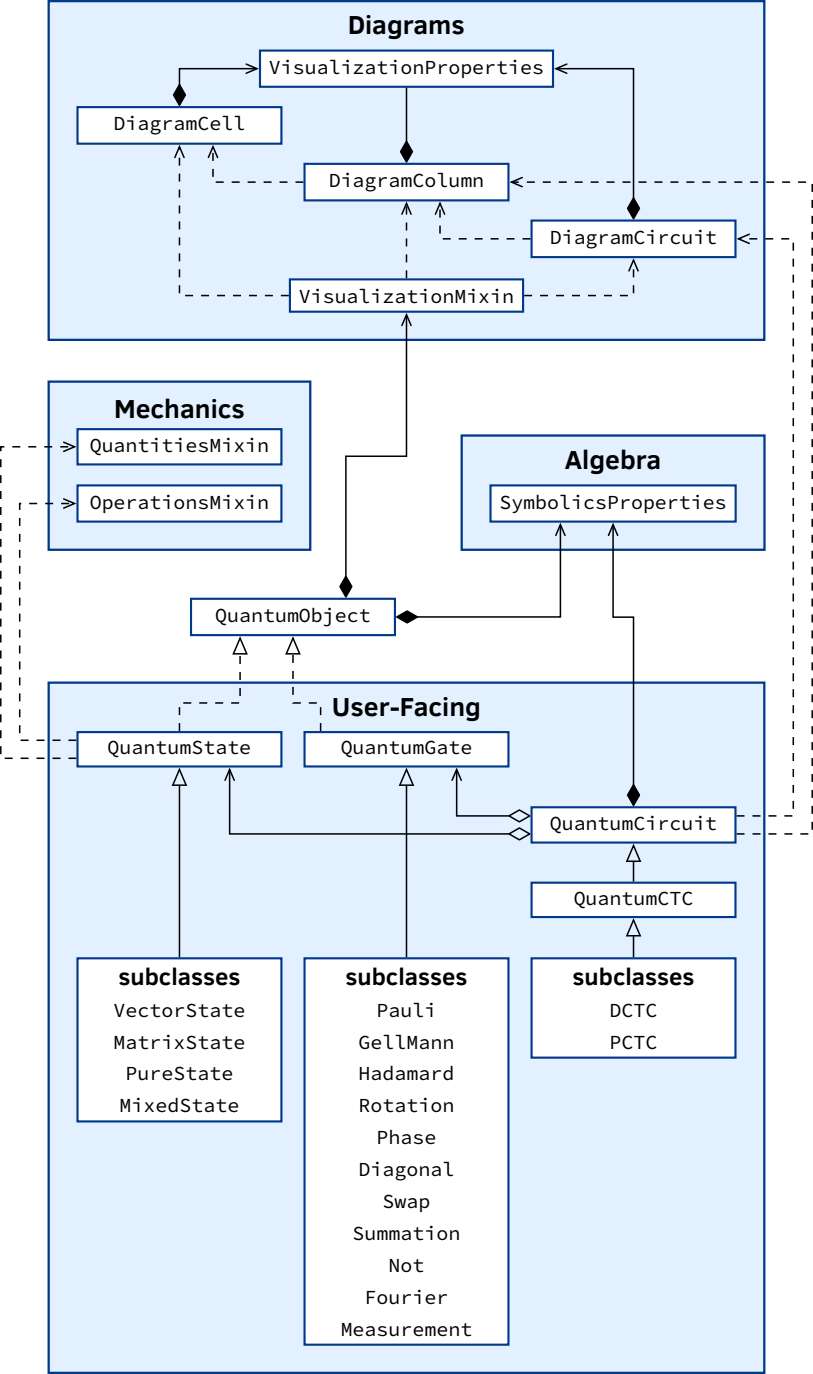 Diagrams
VisualizationProperties
DiagramCell
DiagramColumn
DiagramCircuit
VisualizationMixin
Mechanics
QuantitiesMixin
OperationsMixin
Algebra
SymbolicsProperties
QuantumObject
User-Facing
QuantumState
QuantumGate
QuantumCircuit
QuantumCTC
subclasses
VectorState
MatrixState
PureState
MixedState
subclasses
Pauli
GellMann
Hadamard
Rotation
Phase
Diagonal
Swap
Summation
Not
Fourier
Measurement
subclasses
DCTC
PCTC